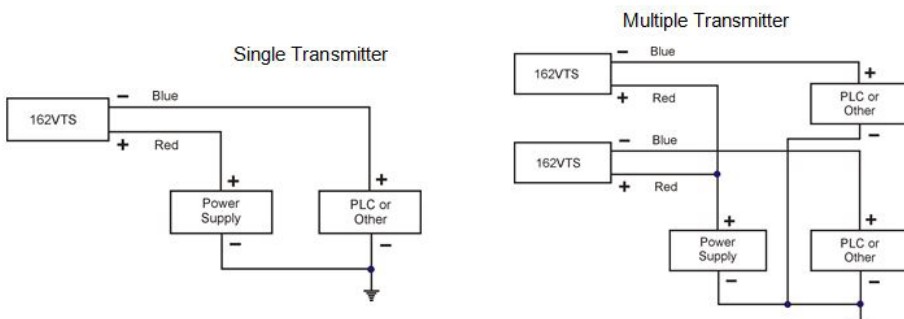 Single Transmitter
162VTS
−
Blue
+
Red
+
Power
Supply
−
+
PLC or
Other
−
Multiple Transmitter
162VTS
−
Blue
+
Red
+
PLC or
Other
−
162VTS
−
Blue
+
Red
+
Power
Supply
−
+
PLC or
Other
−